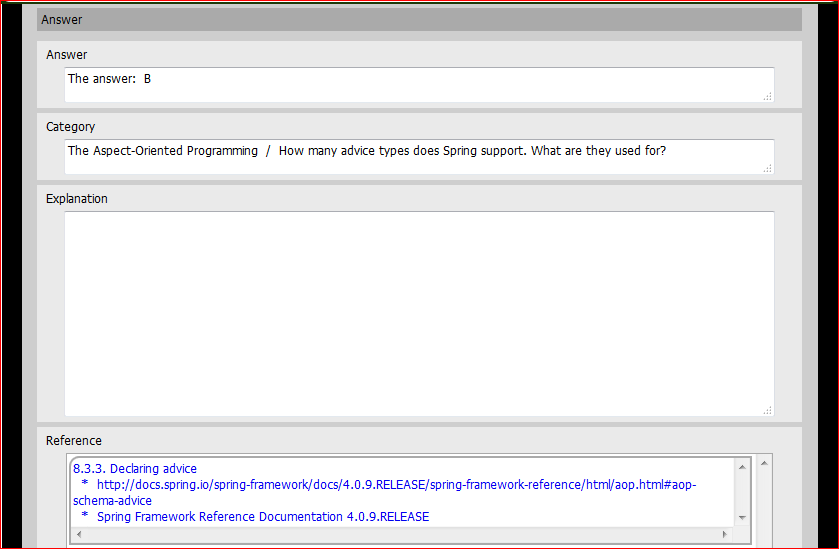 Answer
Answer
The answer:  B
Category
The Aspect-Oriented Programming  /  How many advice types does Spring support. What are they used for?
Explanation
Reference
8.3.3. Declaring advice
*  http://docs.spring.io/spring-framework/docs/4.0.9.RELEASE/spring-framework-reference/html/aop.html#aop-
schema-advice
*  Spring Framework Reference Documentation 4.0.9.RELEASE